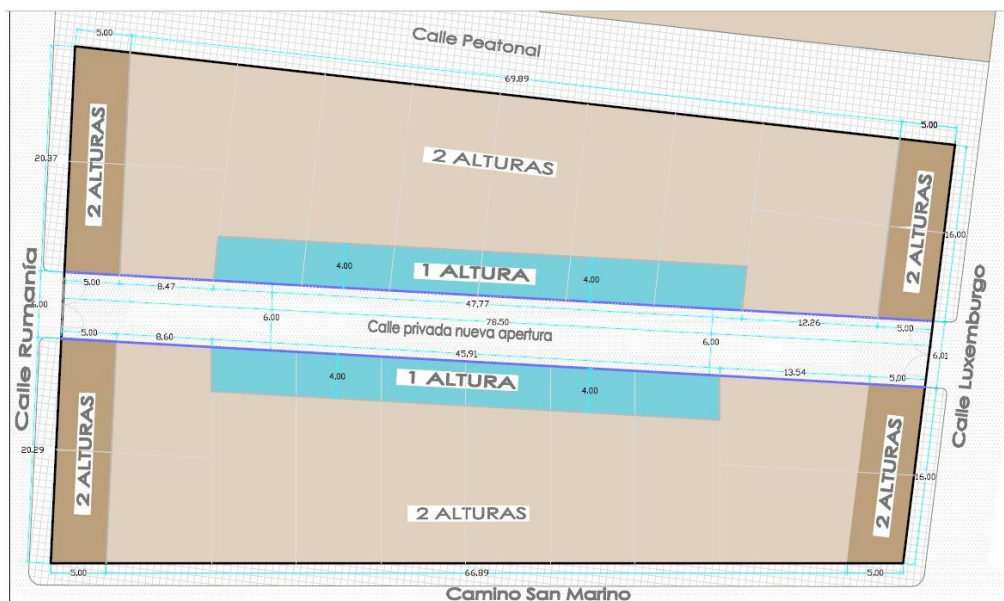 Calle Peatonal
5.00
69.89
5.00
2 ALTURAS
2 ALTURAS
2 ALTURAS
20.37
16.00
4.00
1 ALTURA
4.00
Calle Rumanía
Calle Luxemburgo
5.00
8.47
47.77
12.26
5.00
6.00
6.00
78.50
Calle privada nueva apertura
6.00
6.01
5.00
8.60
45.91
13.54
5.00
4.00
1 ALTURA
4.00
20.29
16.00
2 ALTURAS
2 ALTURAS
2 ALTURAS
5.00
66.89
5.00
Camino San Marino